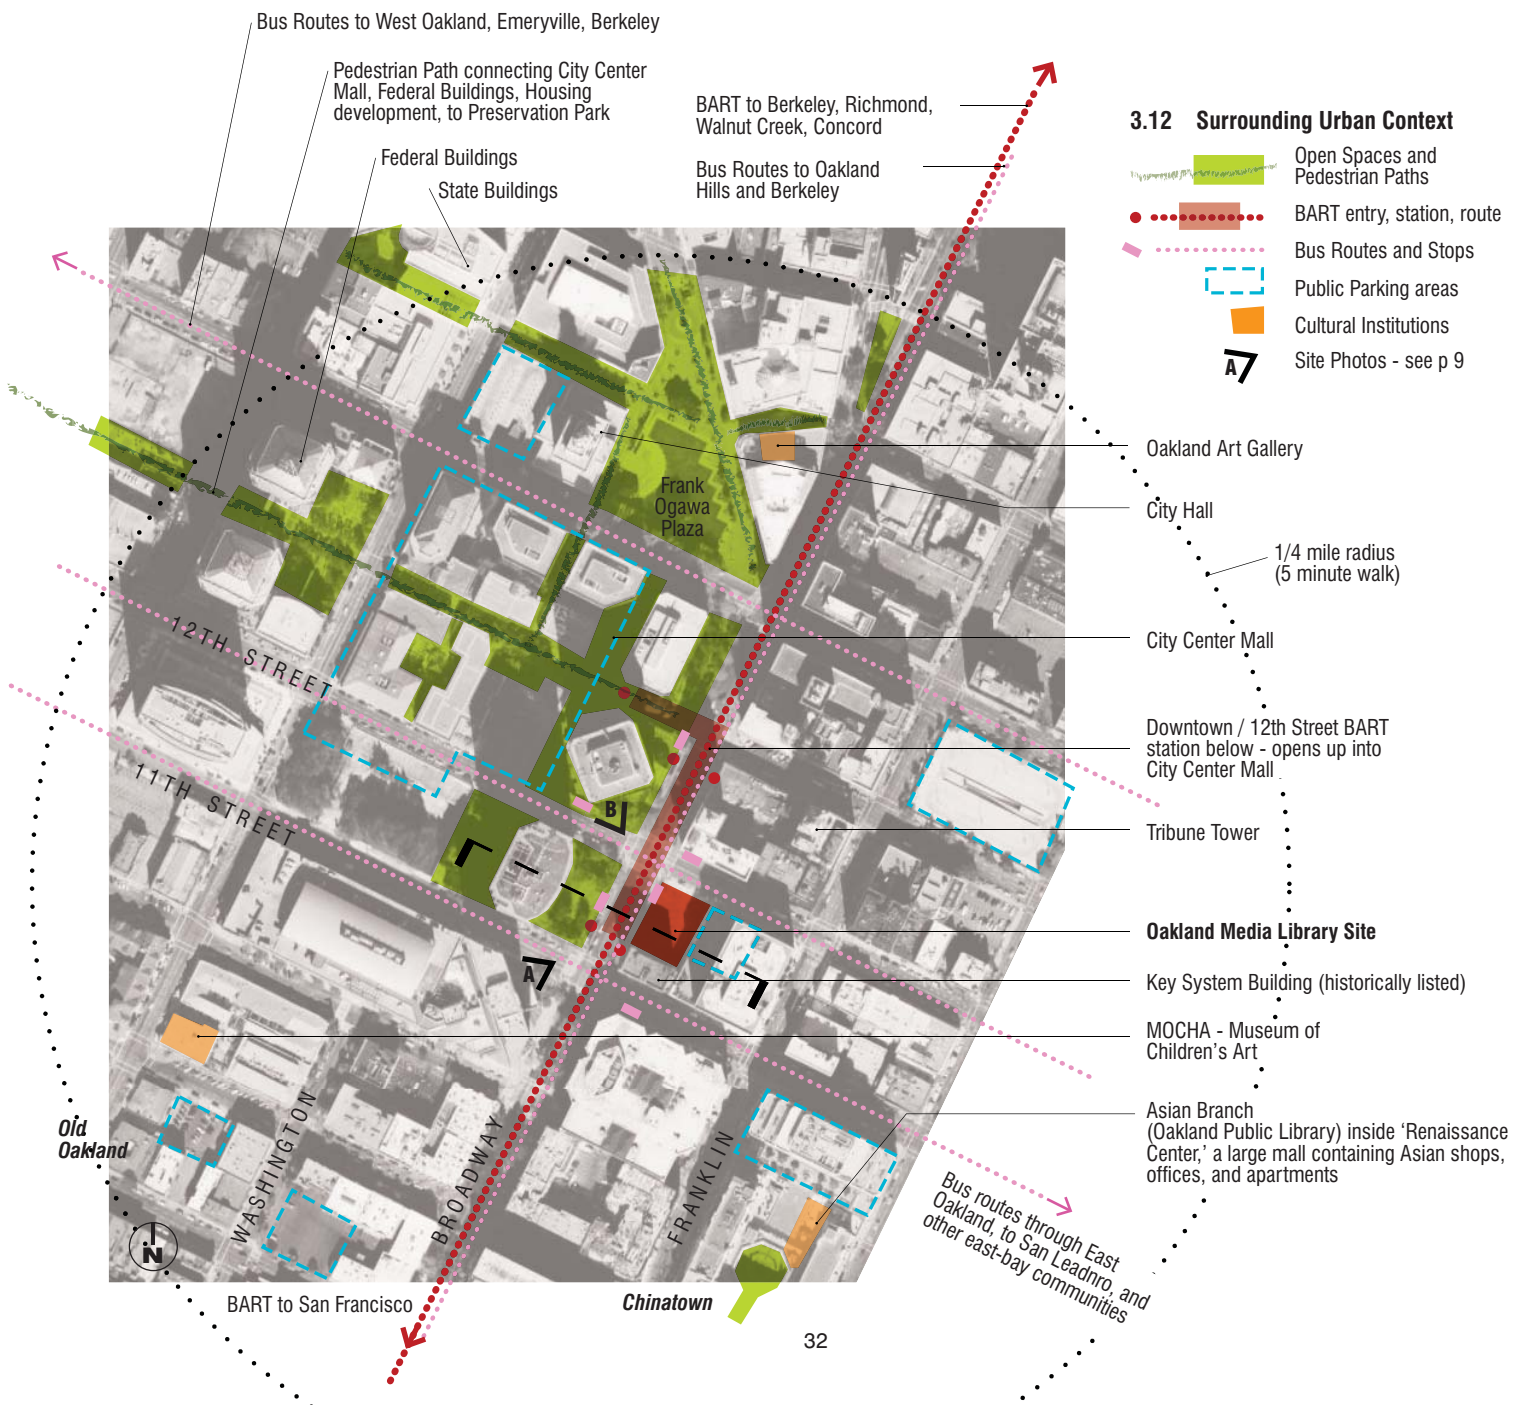 Bus Routes to West Oakland, Emeryville, Berkeley
Pedestrian Path connecting City Center
Mall, Federal Buildings, Housing
development, to Preservation Park
Federal Buildings
State Buildings
BART to Berkeley, Richmond,
Walnut Creek, Concord
Bus Routes to Oakland
Hills and Berkeley
3.12 Surrounding Urban Context
Open Spaces and
Pedestrian Paths
BART entry, station, route
Bus Routes and Stops
Public Parking areas
Cultural Institutions
A
Site Photos - see p 9
Oakland Art Gallery
City Hall
1/4 mile radius
(5 minute walk)
City Center Mall
Downtown / 12th Street BART
station below - opens up into
City Center Mall
Tribune Tower
Oakland Media Library Site
Key System Building (historically listed)
MOCHA - Museum of
Children's Art
Asian Branch
(Oakland Public Library) inside ‘Renaissance
Center,’ a large mall containing Asian shops,
offices, and apartments
Frank
Ogawa
Plaza
12TH STREET
11TH STREET
B
A
Old
Oakland
WASHINGTON
BROADWAY
FRANKLIN
N
BART to San Francisco
Chinatown
Bus routes through East
Oakland, to San Leadnro, and
other east-bay communities
32